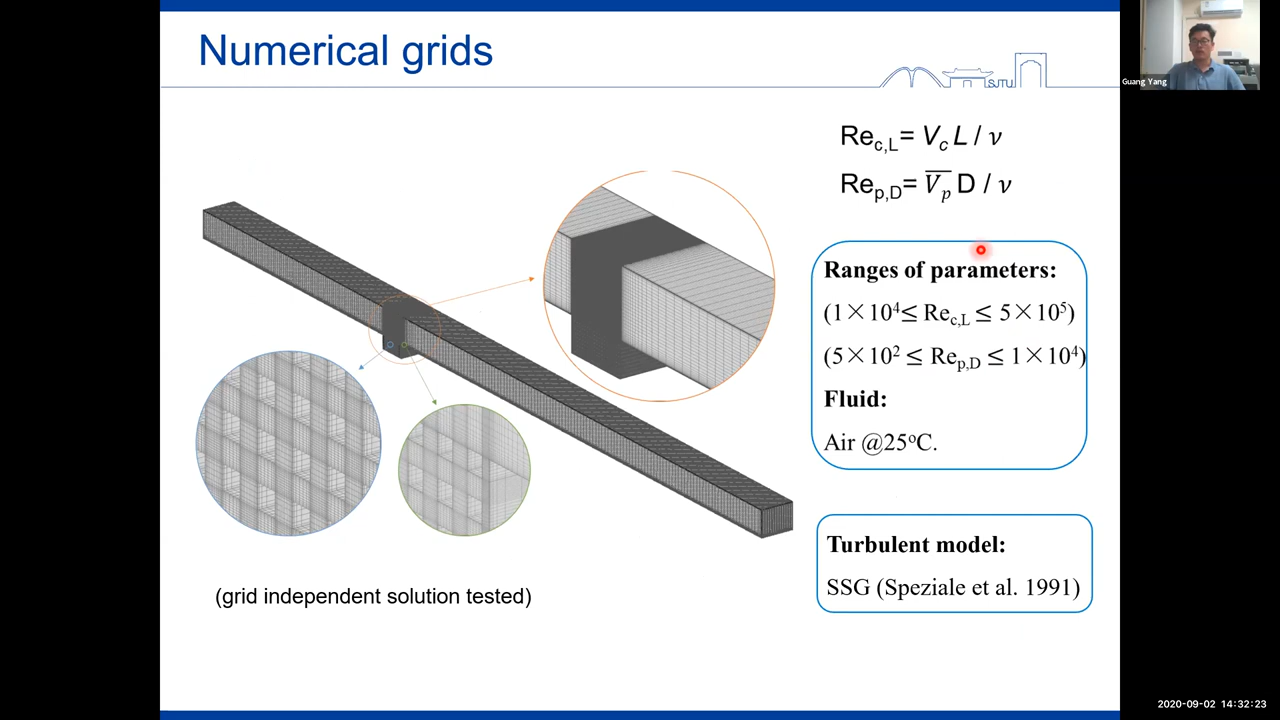 Numerical grids
SJTU
Guang Yang
Re_c,L = V_c L / ν
Re_p,D = V̅_p D / ν
Ranges of parameters:
(1×10⁴≤ Re_c,L ≤ 5×10⁵)
(5×10² ≤ Re_p,D ≤ 1×10⁴)
Fluid:
Air @25°C.
Turbulent model:
SSG (Speziale et al. 1991)
(grid independent solution tested)
2020-09-02 14:32:23